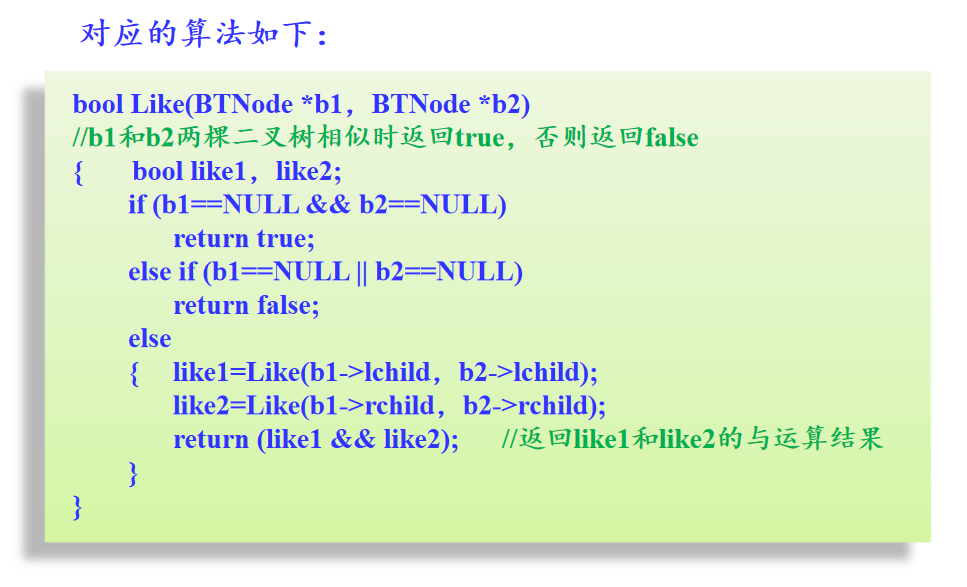 对应的算法如下：
bool Like(BTNode *b1，BTNode *b2)
//b1和b2两棵二叉树相似时返回true，否则返回false
{ bool like1，like2;
if (b1==NULL && b2==NULL)
return true;
else if (b1==NULL || b2==NULL)
return false;
else
{ like1=Like(b1->lchild，b2->lchild);
like2=Like(b1->rchild，b2->rchild);
return (like1 && like2); //返回like1和like2的与运算结果
}
}